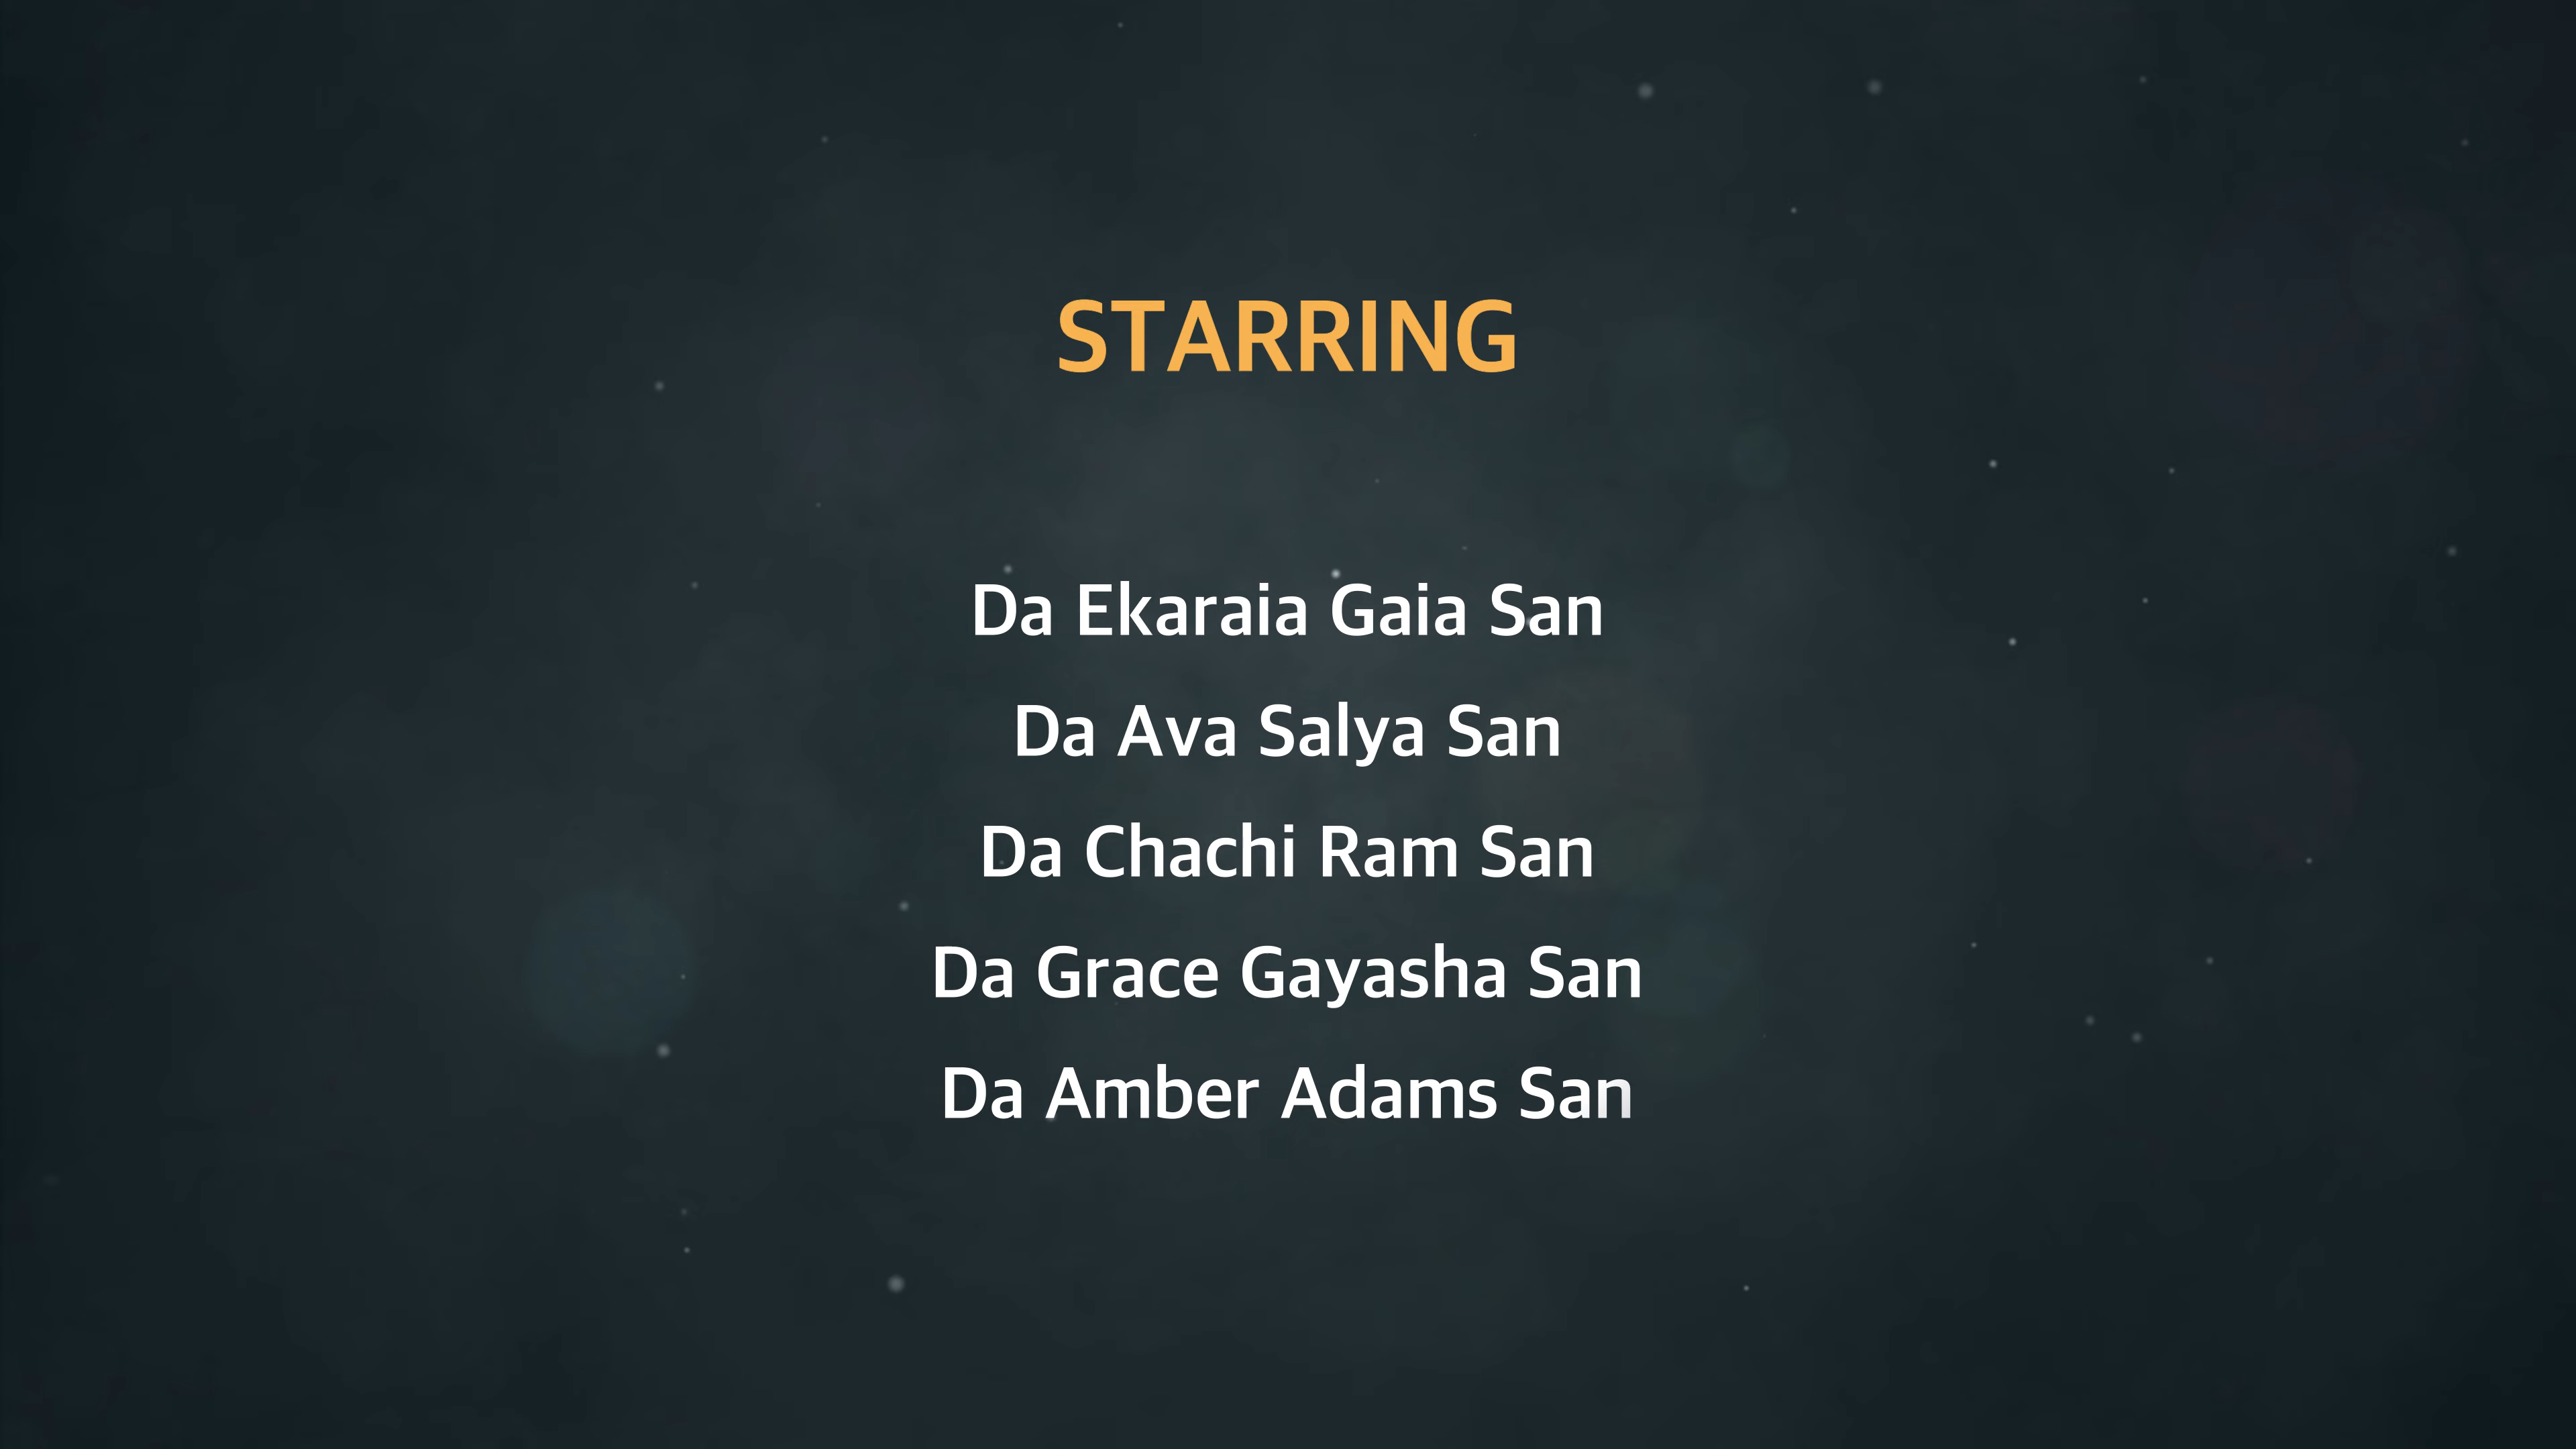 STARRING
Da Ekaraia Gaia San
Da Ava Salya San
Da Chachi Ram San
Da Grace Gayasha San
Da Amber Adams San